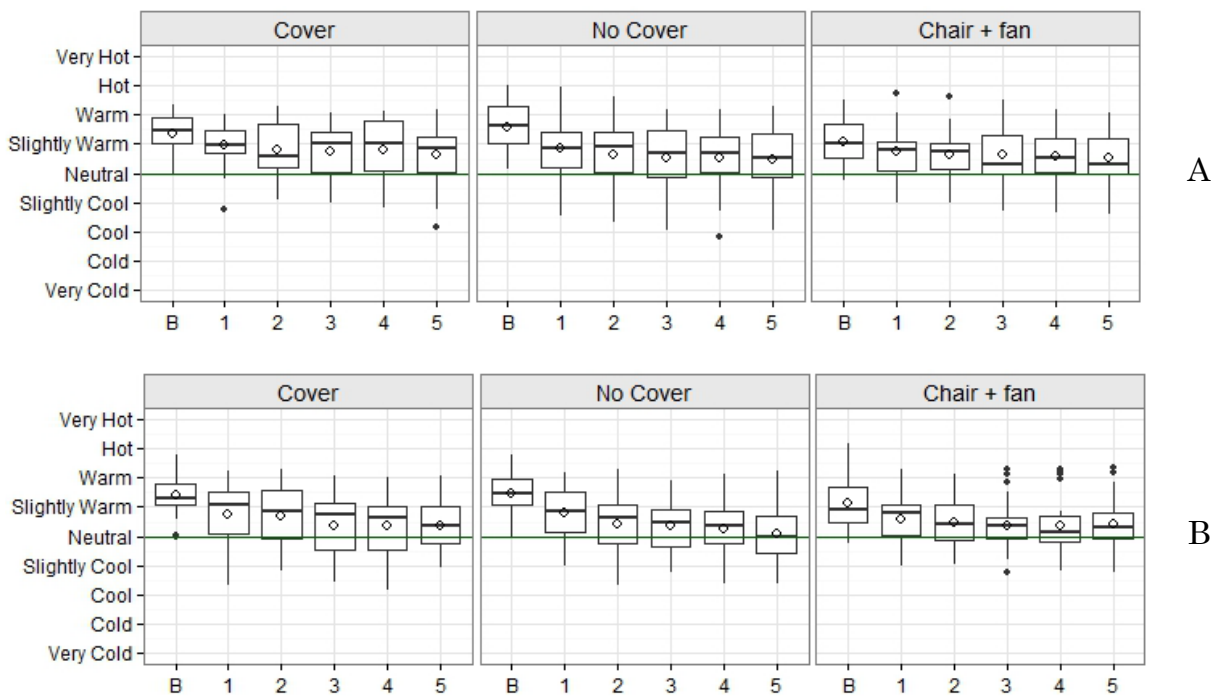 Cover No Cover Chair + fan
Very Hot
Hot
Warm
Slightly Warm
Neutral
Slightly Cool
Cool
Cold
Very Cold
A
B 1 2 3 4 5 B 1 2 3 4 5 B 1 2 3 4 5
Cover No Cover Chair + fan
Very Hot
Hot
Warm
Slightly Warm
Neutral
Slightly Cool
Cool
Cold
Very Cold
B
B 1 2 3 4 5 B 1 2 3 4 5 B 1 2 3 4 5